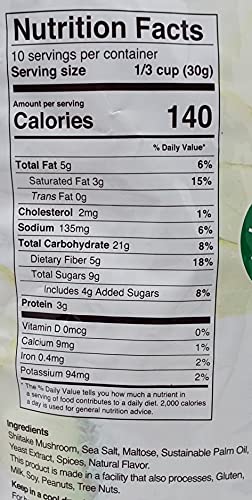 Nutrition Facts
10 servings per container
Serving size 1/3 cup (30g)
Amount per serving
Calories 140
% Daily Value*
Total Fat 5g 6%
Saturated Fat 3g 15%
Trans Fat 0g
Cholesterol 2mg 1%
Sodium 135mg 6%
Total Carbohydrate 21g 8%
Dietary Fiber 5g 18%
Total Sugars 9g
Includes 4g Added Sugars 8%
Protein 3g
Vitamin D 0mcg 0%
Calcium 9mg 1%
Iron 0.4mg 2%
Potassium 94mg 2%
* The % Daily Value tells you how much a nutrient in
a serving of food contributes to a daily diet. 2,000 calories
a day is used for general nutrition advice.
Ingredients
Shiitake Mushroom, Sea Salt, Maltose, Sustainable Palm Oil,
Yeast Extract, Spices, Natural Flavor.
This product is made in a facility that also processes, Gluten,
Milk, Soy, Peanuts, Tree Nuts.
Keep in a cool